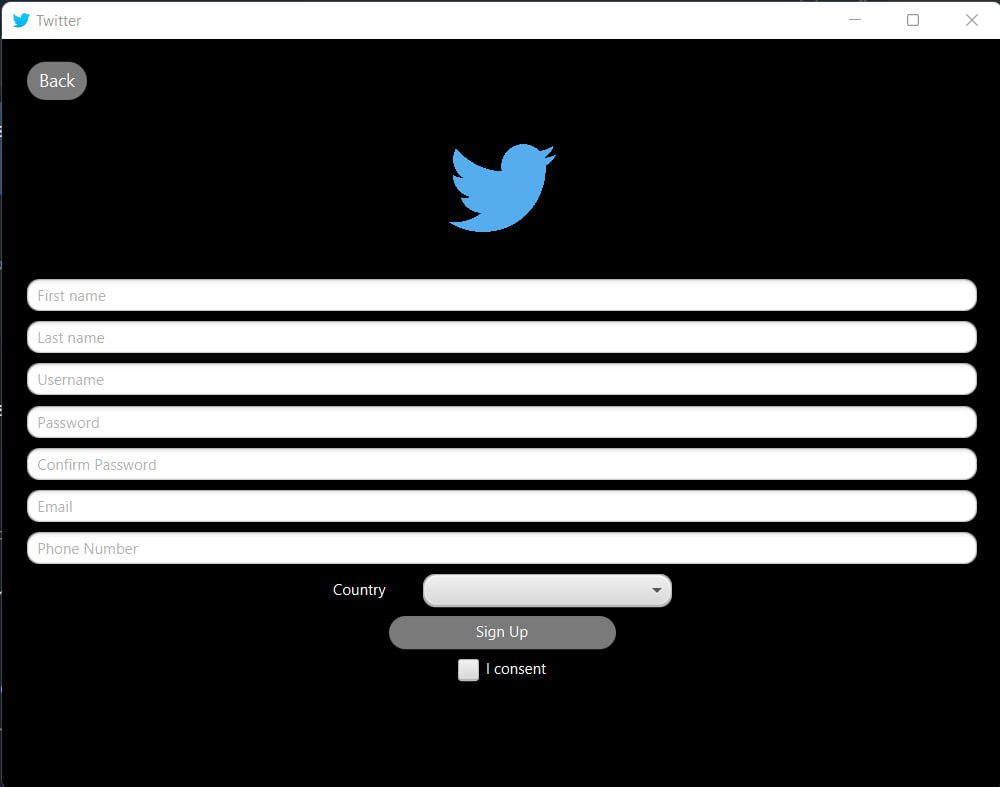 Twitter
Back
First name
Last name
Username
Password
Confirm Password
Email
Phone Number
Country
Sign Up
I consent